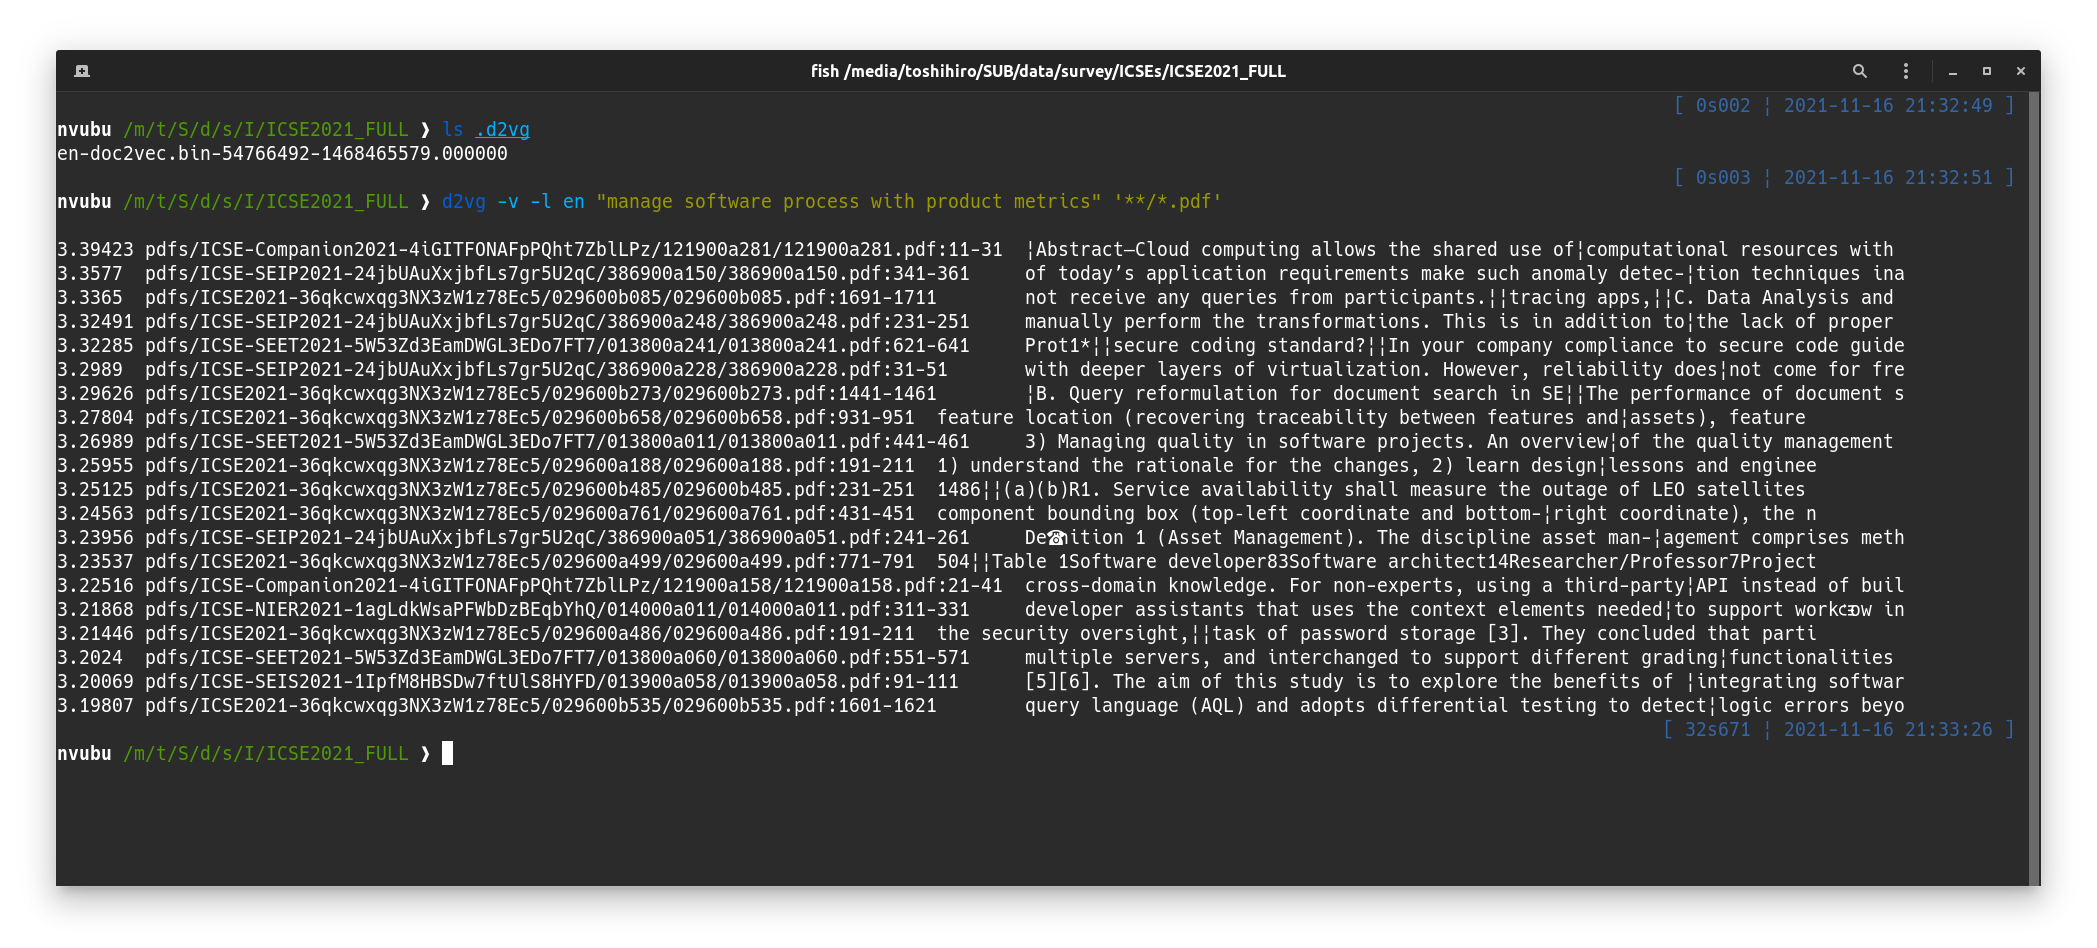 fish /media/toshihiro/SUB/data/survey/ICSEs/ICSE2021_FULL
[ 0s002 ¦ 2021-11-16 21:32:49 ]
nvubu /m/t/S/d/s/I/ICSE2021_FULL ❯ ls .d2vg
en-doc2vec.bin-54766492-1468465579.000000
[ 0s003 ¦ 2021-11-16 21:32:51 ]
nvubu /m/t/S/d/s/I/ICSE2021_FULL ❯ d2vg -v -l en "manage software process with product metrics" '**/*.pdf'
3.39423 pdfs/ICSE-Companion2021-4iGITFONAFpPQht7ZblLPz/121900a281/121900a281.pdf:11-31 ¦Abstract—Cloud computing allows the shared use of¦computational resources with
3.3577 pdfs/ICSE-SEIP2021-24jbUAuXxjbfLs7gr5U2qC/386900a150/386900a150.pdf:341-361 of today’s application requirements make such anomaly detec-¦tion techniques ina
3.3365 pdfs/ICSE2021-36qkcwxqg3NX3zW1z78Ec5/029600b085/029600b085.pdf:1691-1711 not receive any queries from participants.¦¦tracing apps,¦¦C. Data Analysis and
3.32491 pdfs/ICSE-SEIP2021-24jbUAuXxjbfLs7gr5U2qC/386900a248/386900a248.pdf:231-251 manually perform the transformations. This is in addition to¦the lack of proper
3.32285 pdfs/ICSE-SEET2021-5W53Zd3EamDWGL3EDo7FT7/013800a241/013800a241.pdf:621-641 Prot1*¦¦secure coding standard?¦¦In your company compliance to secure code guide
3.2989 pdfs/ICSE-SEIP2021-24jbUAuXxjbfLs7gr5U2qC/386900a228/386900a228.pdf:31-51 with deeper layers of virtualization. However, reliability does¦not come for fre
3.29626 pdfs/ICSE2021-36qkcwxqg3NX3zW1z78Ec5/029600b273/029600b273.pdf:1441-1461 ¦B. Query reformulation for document search in SE¦¦The performance of document s
3.27804 pdfs/ICSE2021-36qkcwxqg3NX3zW1z78Ec5/029600b658/029600b658.pdf:931-951 feature location (recovering traceability between features and¦assets), feature
3.26989 pdfs/ICSE-SEET2021-5W53Zd3EamDWGL3EDo7FT7/013800a011/013800a011.pdf:441-461 3) Managing quality in software projects. An overview¦of the quality management
3.25955 pdfs/ICSE2021-36qkcwxqg3NX3zW1z78Ec5/029600a188/029600a188.pdf:191-211 1) understand the rationale for the changes, 2) learn design¦lessons and enginee
3.25125 pdfs/ICSE2021-36qkcwxqg3NX3zW1z78Ec5/029600b485/029600b485.pdf:231-251 1486¦¦(a)(b)R1. Service availability shall measure the outage of LEO satellites
3.24563 pdfs/ICSE2021-36qkcwxqg3NX3zW1z78Ec5/029600a761/029600a761.pdf:431-451 component bounding box (top-left coordinate and bottom-¦right coordinate), the n
3.23956 pdfs/ICSE-SEIP2021-24jbUAuXxjbfLs7gr5U2qC/386900a051/386900a051.pdf:241-261 De☎nition 1 (Asset Management). The discipline asset man-¦agement comprises meth
3.23537 pdfs/ICSE2021-36qkcwxqg3NX3zW1z78Ec5/029600a499/029600a499.pdf:771-791 504¦¦Table 1Software developer83Software architect14Researcher/Professor7Project
3.22516 pdfs/ICSE-Companion2021-4iGITFONAFpPQht7ZblLPz/121900a158/121900a158.pdf:21-41 cross-domain knowledge. For non-experts, using a third-party¦API instead of buil
3.21868 pdfs/ICSE-NIER2021-1agLdkWsaPFWbDzBEqbYhQ/014000a011/014000a011.pdf:311-331 developer assistants that uses the context elements needed¦to support in
3.21446 pdfs/ICSE2021-36qkcwxqg3NX3zW1z78Ec5/029600a486/029600a486.pdf:191-211 the security oversight,¦¦task of password storage [3]. They concluded that parti
3.2024 pdfs/ICSE-SEET2021-5W53Zd3EamDWGL3EDo7FT7/013800a060/013800a060.pdf:551-571 multiple servers, and interchanged to support different grading¦functionalities
3.20069 pdfs/ICSE-SEIS2021-1IpfM8HBSDw7ftUlS8HYFD/013900a058/013900a058.pdf:91-111 [5][6]. The aim of this study is to explore the benefits of ¦integrating softwar
3.19807 pdfs/ICSE2021-36qkcwxqg3NX3zW1z78Ec5/029600b535/029600b535.pdf:1601-1621 query language (AQL) and adopts differential testing to detect¦logic errors beyo
[ 32s671 ¦ 2021-11-16 21:33:26 ]
nvubu /m/t/S/d/s/I/ICSE2021_FULL ❯